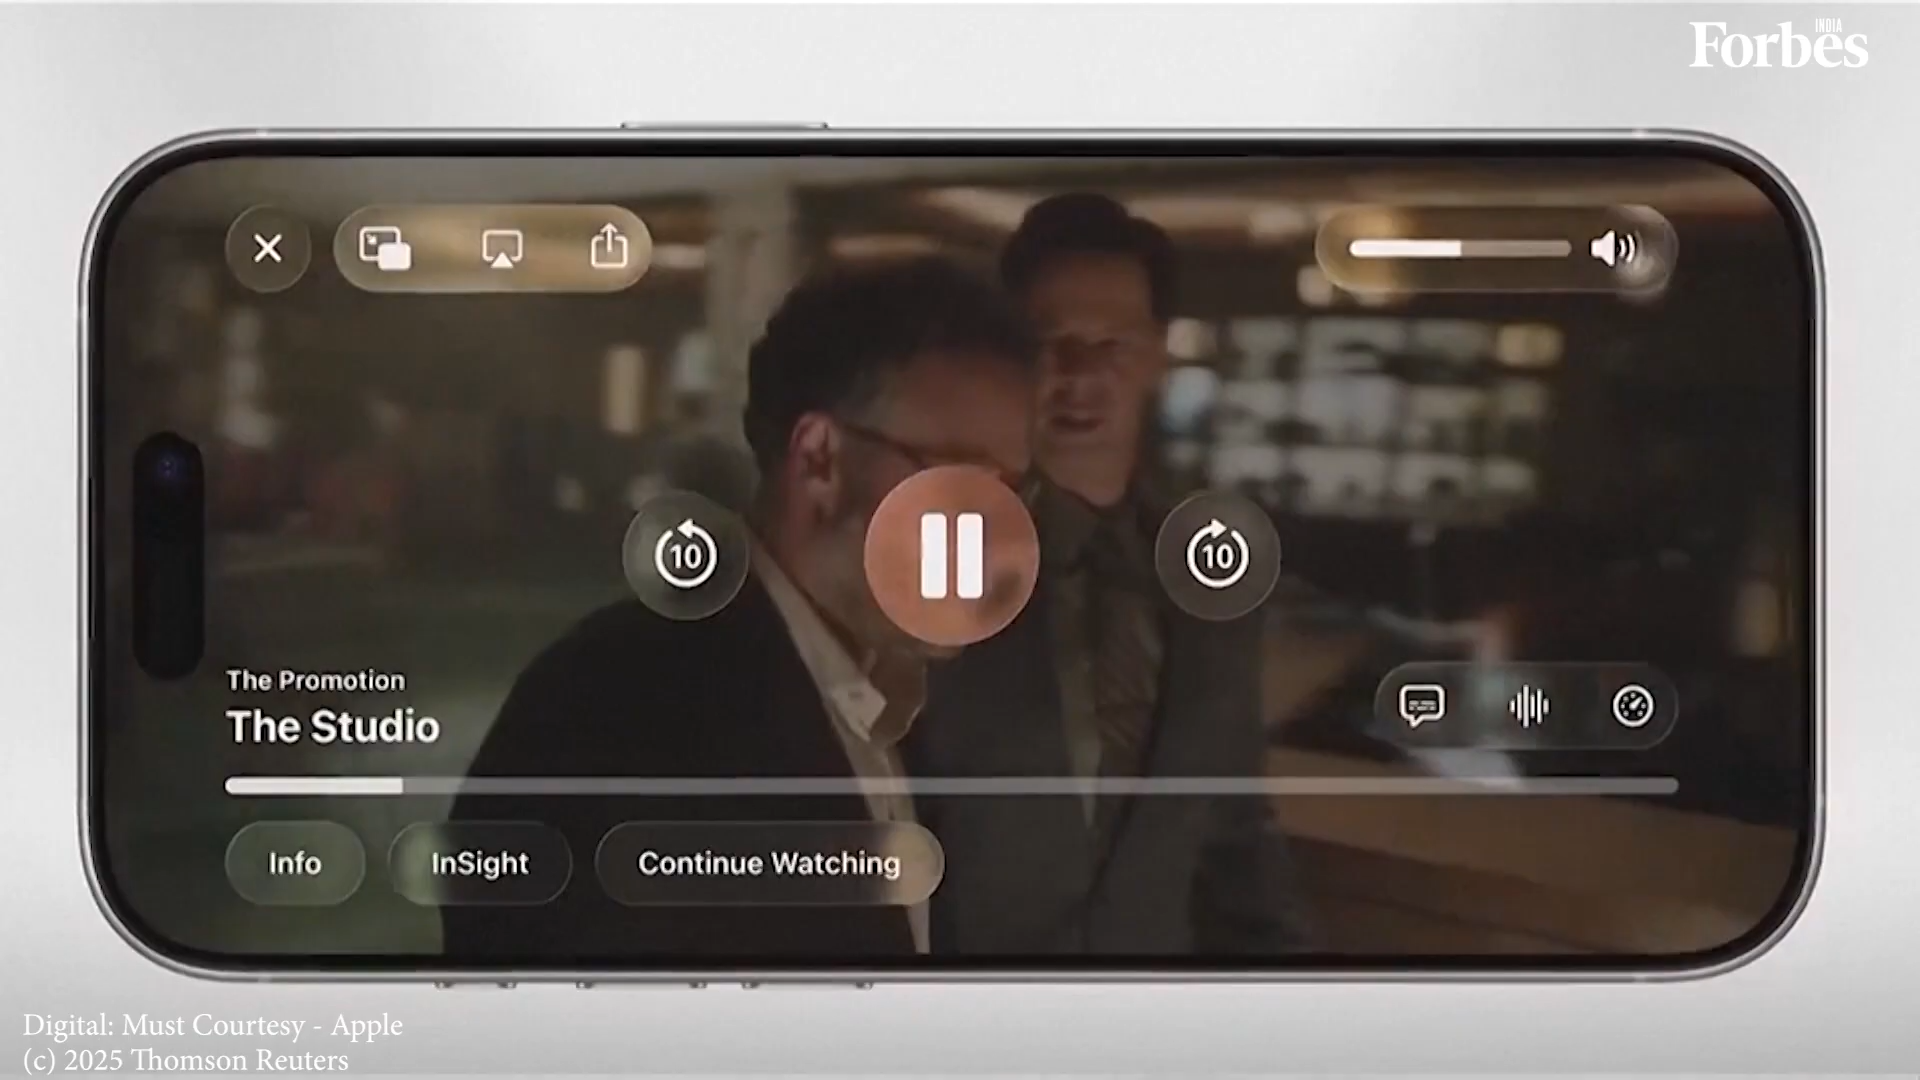 Forbes
INDIA
10
10
The Promotion
The Studio
Info
InSight
Continue Watching
Digital: Must Courtesy - Apple
(c) 2025 Thomson Reuters